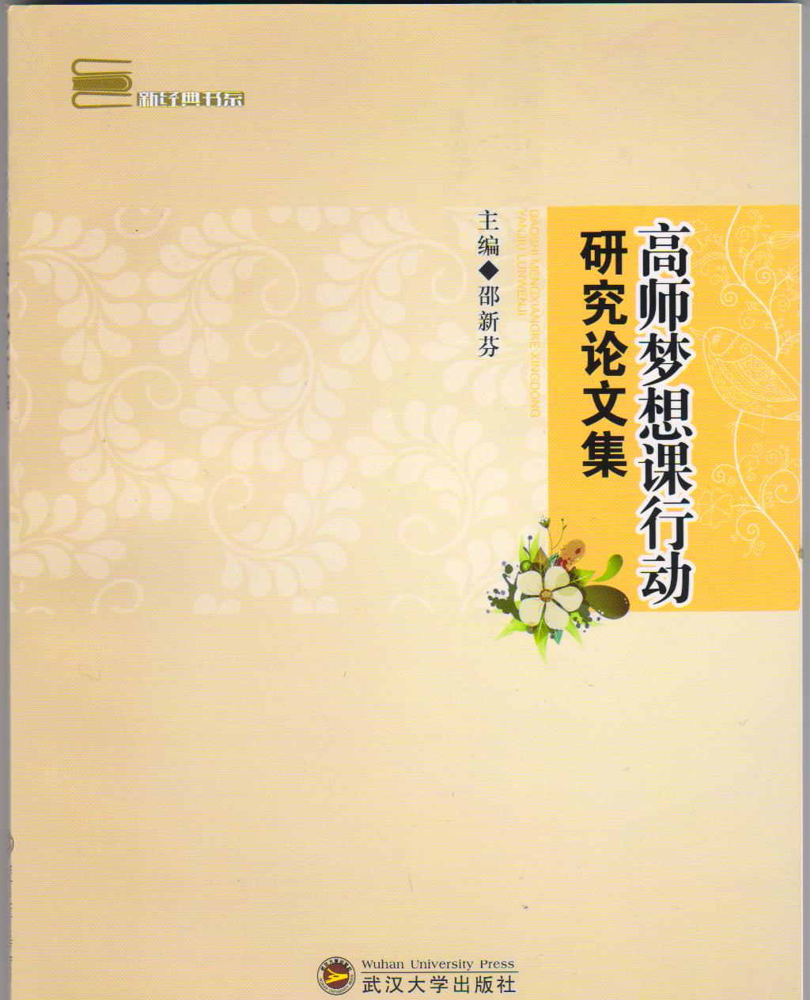 新经典书系
高师梦想课行动
研究论文集
GAOSHI MENGXIANGKE XINGDONG
YANJIU LUNWENJI
主编◆邵新芬
Wuhan University Press
武汉大学出版社